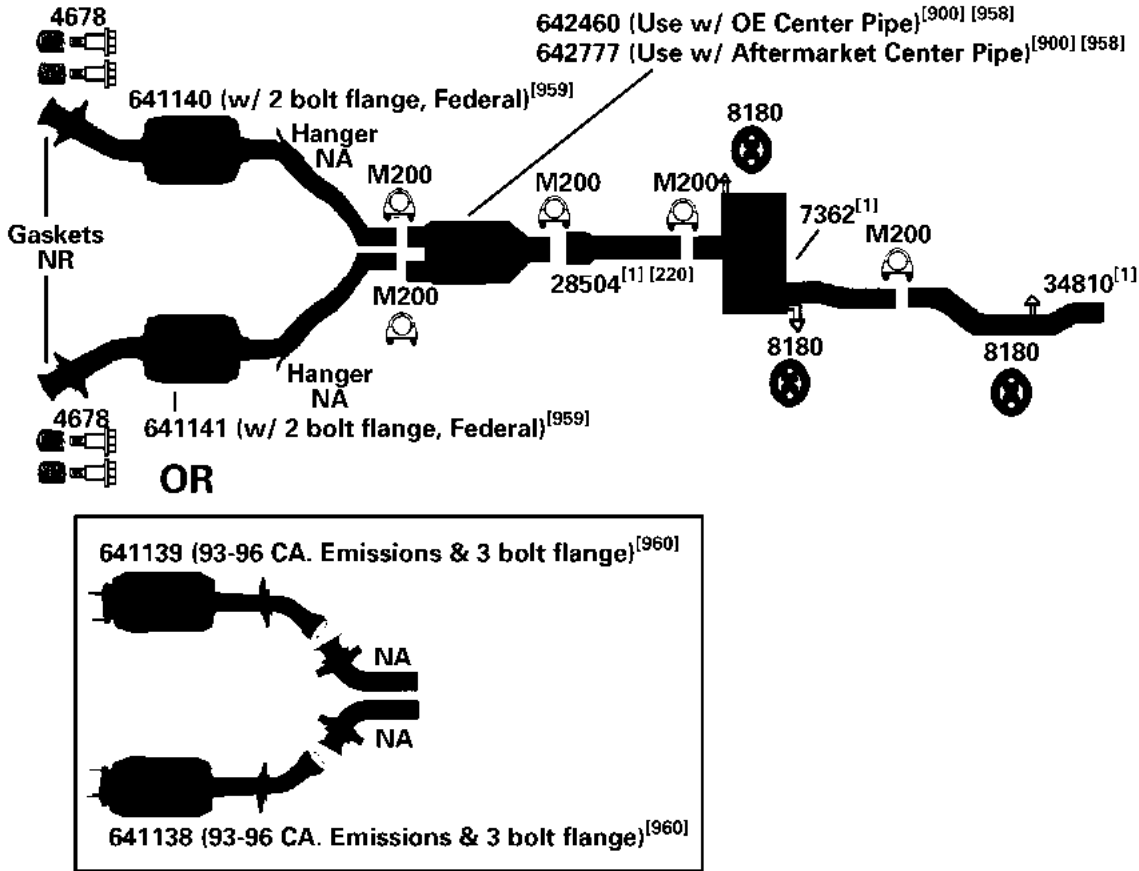 4678
642460 (Use w/ OE Center Pipe)[900] [958]
642777 (Use w/ Aftermarket Center Pipe)[900] [958]
641140 (w/ 2 bolt flange, Federal)[959]
8180
Hanger
NA
M200
M200
M200
7362[1]
Gaskets
NR
M200
28504[1] [220]
34810[1]
M200
8180
8180
Hanger
NA
4678
641141 (w/ 2 bolt flange, Federal)[959]
OR
641139 (93-96 CA. Emissions & 3 bolt flange)[960]
NA
NA
641138 (93-96 CA. Emissions & 3 bolt flange)[960]